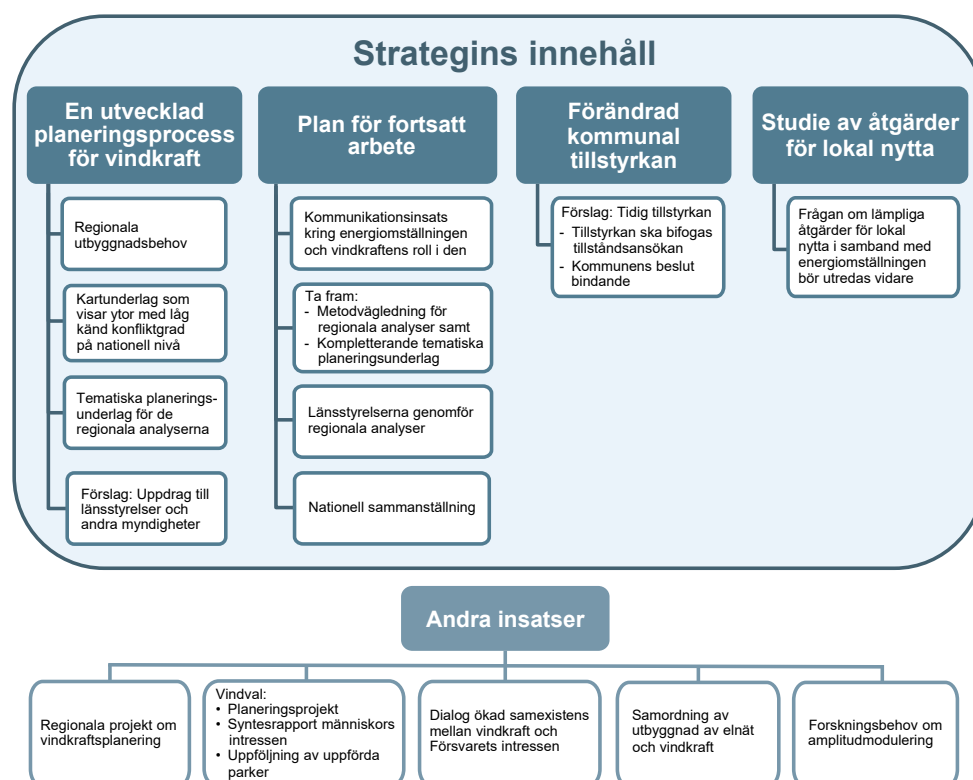 Strategins innehåll
En utvecklad
planeringsprocess
för vindkraft
Regionala
utbyggnadsbehov
Kartunderlag som
visar ytor med låg
känd konfliktgrad
på nationell nivå
Tematiska planerings-
underlag för de
regionala analyserna
Förslag: Uppdrag till
länsstyrelser och
andra myndigheter
Plan för fortsatt
arbete
Kommunikationsinsats
kring energiomställningen
och vindkraftens roll i den
Ta fram:
- Metodvägledning för
regionala analyser samt
- Kompletterande tematiska
planeringsunderlag
Länsstyrelserna genomför
regionala analyser
Nationell sammanställning
Förändrad
kommunal
tillstyrkan
Förslag: Tidig tillstyrkan
- Tillstyrkan ska bifogas
tillståndsansökan
- Kommunens beslut
bindande
Studie av åtgärder
för lokal nytta
Frågan om lämpliga
åtgärder för lokal
nytta i samband med
energiomställningen
bör utredas vidare
Andra insatser
Regionala projekt om
vindkraftsplanering
Vindval:
• Planeringsprojekt
• Syntesrapport människors
intressen
• Uppföljning av uppförda
parker
Dialog ökad samexistens
mellan vindkraft och
Försvarets intressen
Samordning av
utbyggnad av elnät
och vindkraft
Forskningsbehov om
amplitudmodulering